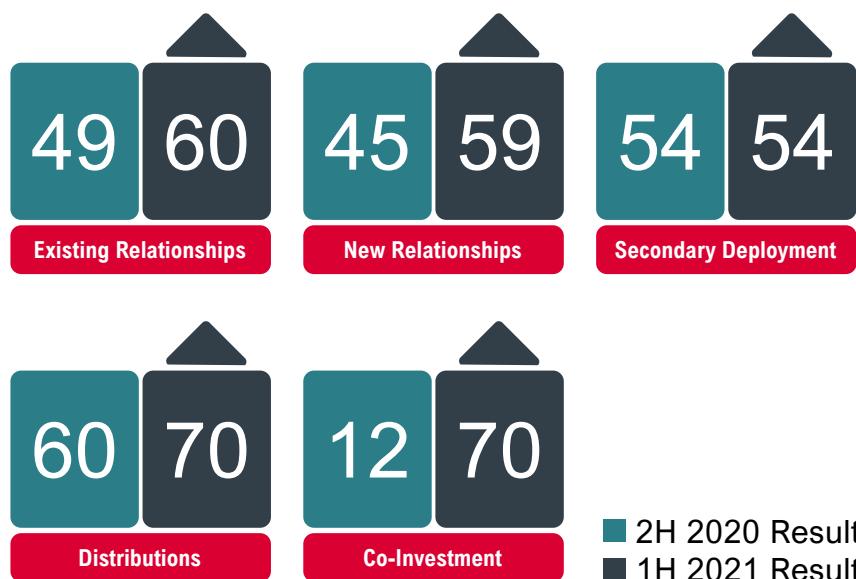 49 60 45 59 54 54
Existing Relationships New Relationships Secondary Deployment
60 70 12 70
Distributions Co-Investment
2H 2020 Result
1H 2021 Result